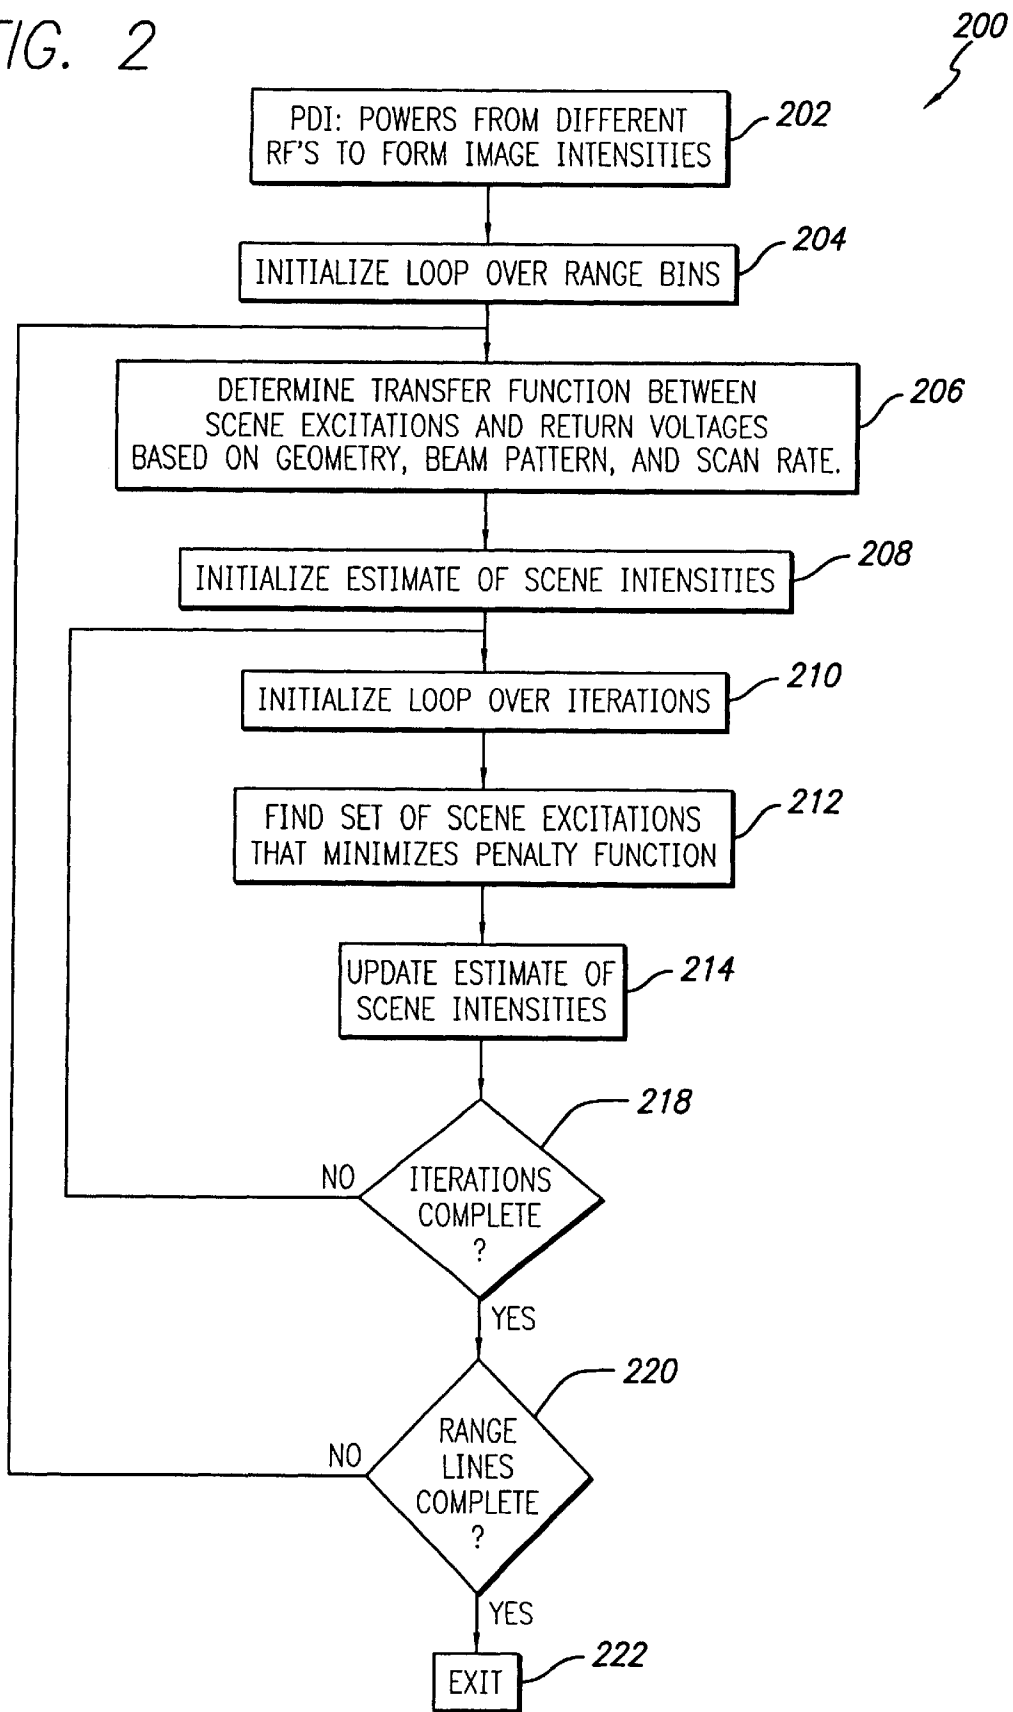 FIG. 2
200
PDI: POWERS FROM DIFFERENT
RF'S TO FORM IMAGE INTENSITIES
202
INITIALIZE LOOP OVER RANGE BINS
204
DETERMINE TRANSFER FUNCTION BETWEEN
SCENE EXCITATIONS AND RETURN VOLTAGES
BASED ON GEOMETRY, BEAM PATTERN, AND SCAN RATE.
206
INITIALIZE ESTIMATE OF SCENE INTENSITIES
208
INITIALIZE LOOP OVER ITERATIONS
210
FIND SET OF SCENE EXCITATIONS
THAT MINIMIZES PENALTY FUNCTION
212
UPDATE ESTIMATE OF
SCENE INTENSITIES
214
218
NO
ITERATIONS
COMPLETE
?
YES
220
NO
RANGE
LINES
COMPLETE
?
YES
EXIT
222